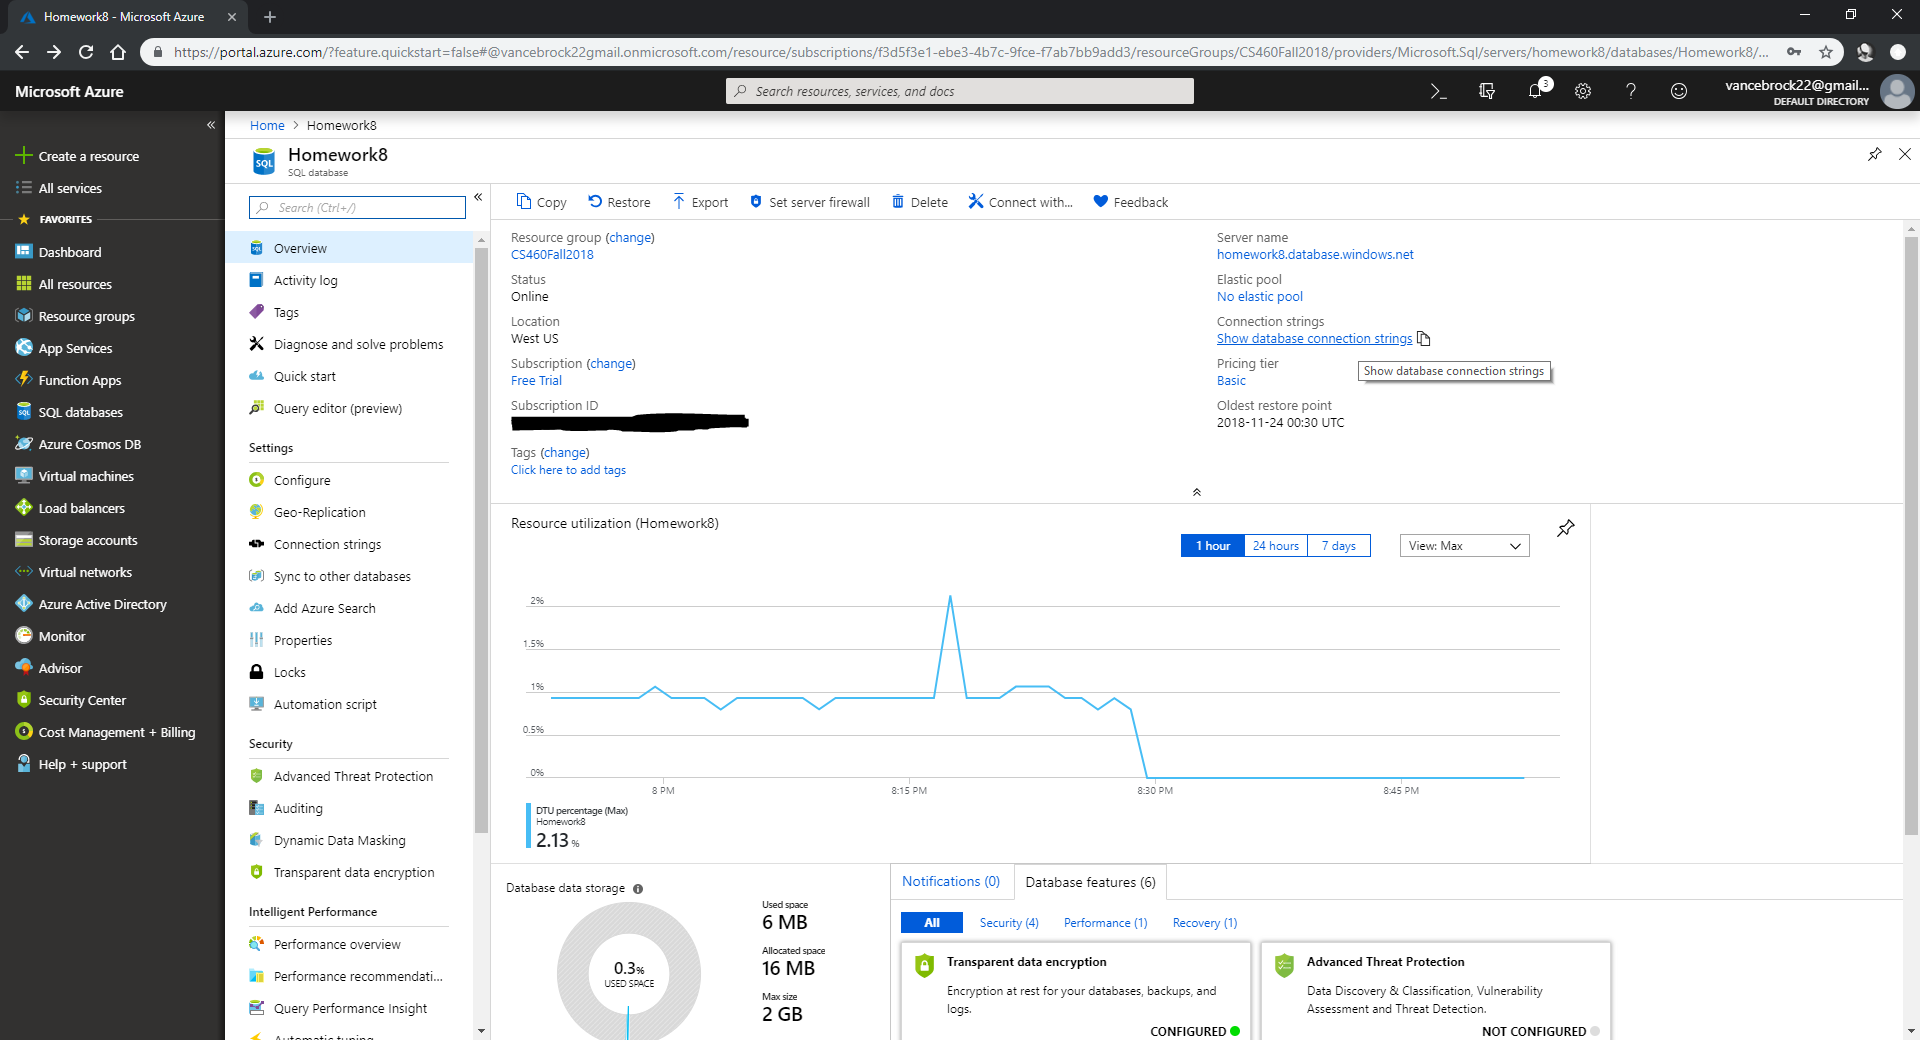 Homework8 - Microsoft Azure
https://portal.azure.com/?feature.quickstart=false#@vancebrock22gmail.onmicrosoft.com/resource/subscriptions/f3d5f3e1-ebe3-4b7c-9fce-f7ab7bb9add3/resourceGroups/CS460Fall2018/providers/Microsoft.Sql/servers/homework8/databases/Homework8/...
Microsoft Azure
Search resources, services, and docs
3
vancebrock22@gmail...
DEFAULT DIRECTORY
Create a resource
All services
FAVORITES
Dashboard
All resources
Resource groups
App Services
Function Apps
SQL databases
Azure Cosmos DB
Virtual machines
Load balancers
Storage accounts
Virtual networks
Azure Active Directory
Monitor
Advisor
Security Center
Cost Management + Billing
Help + support
Home > Homework8
SQL
Homework8
SQL database
Search (Ctrl+/)
Overview
Activity log
Tags
Diagnose and solve problems
Quick start
Query editor (preview)
Settings
Configure
Geo-Replication
Connection strings
Sync to other databases
Add Azure Search
Properties
Locks
Automation script
Security
Advanced Threat Protection
Auditing
Dynamic Data Masking
Transparent data encryption
Intelligent Performance
Performance overview
Performance recommendati...
Query Performance Insight
Automatic tuning
Copy Restore Export Set server firewall Delete Connect with... Feedback
Resource group (change)
CS460Fall2018
Status
Online
Location
West US
Subscription (change)
Free Trial
Subscription ID
Tags (change)
Click here to add tags
Server name
homework8.database.windows.net
Elastic pool
No elastic pool
Connection strings
Show database connection strings
Pricing tier
Show database connection strings
Basic
Oldest restore point
2018-11-24 00:30 UTC
Resource utilization (Homework8)
1 hour 24 hours 7 days
View: Max
2%
1.5%
1%
0.5%
0%
8 PM 8:15 PM 8:30 PM 8:45 PM
DTU percentage (Max)
Homework8
2.13 %
Database data storage
0.3%
USED SPACE
Used space
6 MB
Allocated space
16 MB
Max size
2 GB
Notifications (0) Database features (6)
All Security (4) Performance (1) Recovery (1)
Transparent data encryption
Encryption at rest for your databases, backups, and
logs.
CONFIGURED
Advanced Threat Protection
Data Discovery & Classification, Vulnerability
Assessment and Threat Detection.
NOT CONFIGURED